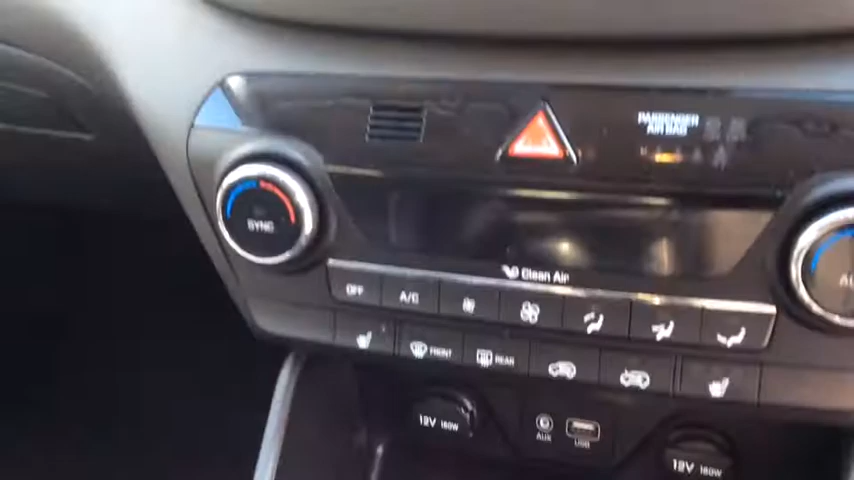 PASSENGER
AIR BAG
SYNC
Clean Air
OFF
A/C
FRONT
REAR
12V 180W
AUX
USB
12V 180W